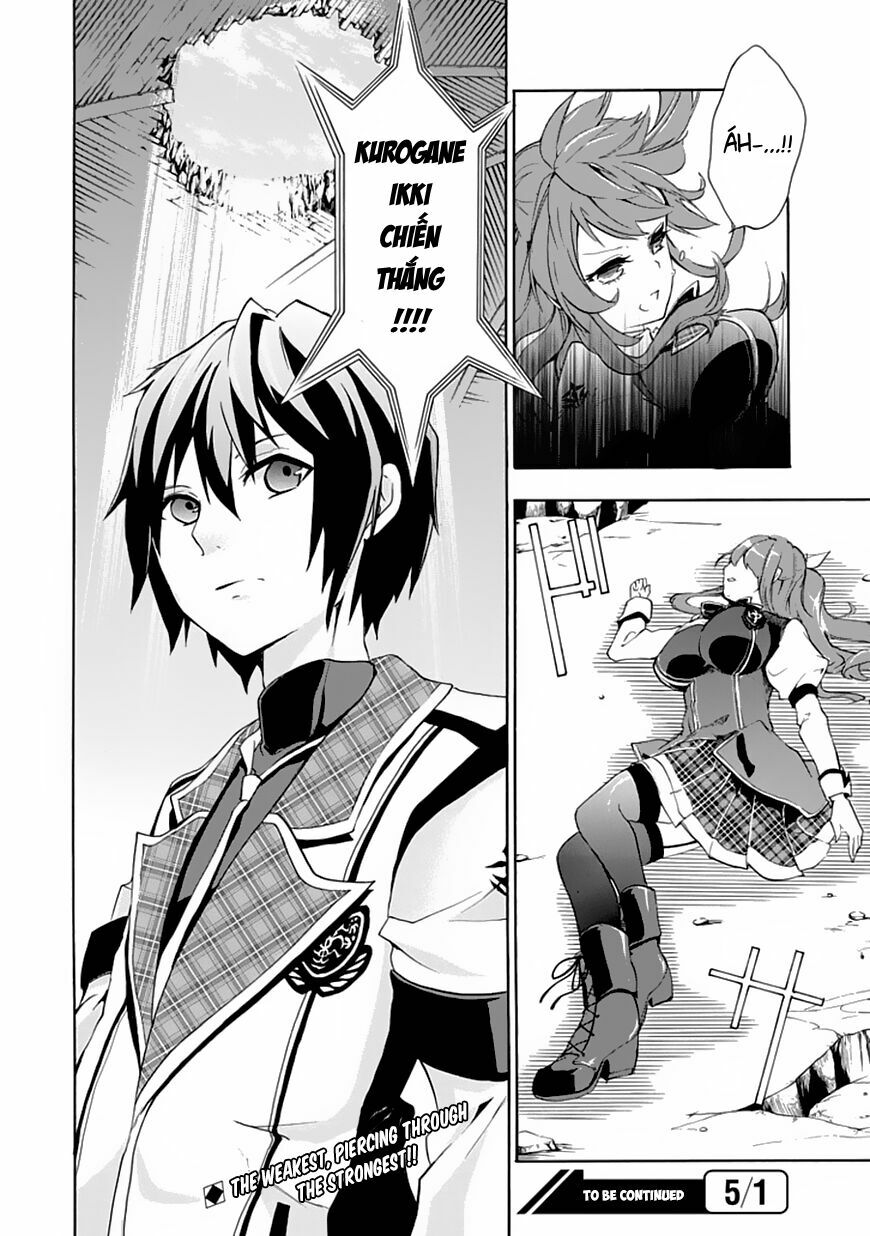 ÁH-...!!
KUROGANE
IKKI
CHIẾN
THẮNG
!!!!
THE WEAKEST, PIERCING THROUGH
THE STRONGEST!!
TO BE CONTINUED
5/1